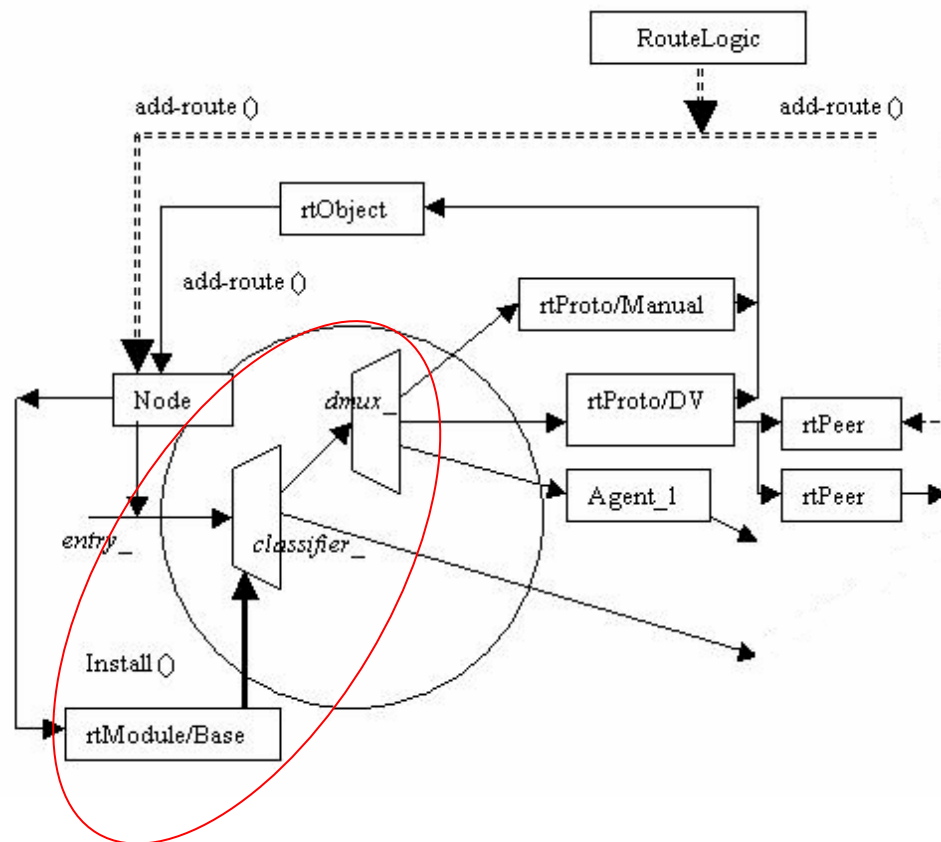 RouteLogic
add-route ()
add-route ()
rtObject
add-route ()
rtProto/Manual
Node
dmux_
rtProto/DV
rtPeer
Agent_1
rtPeer
entry_
classifier_
Install ()
rtModule/Base